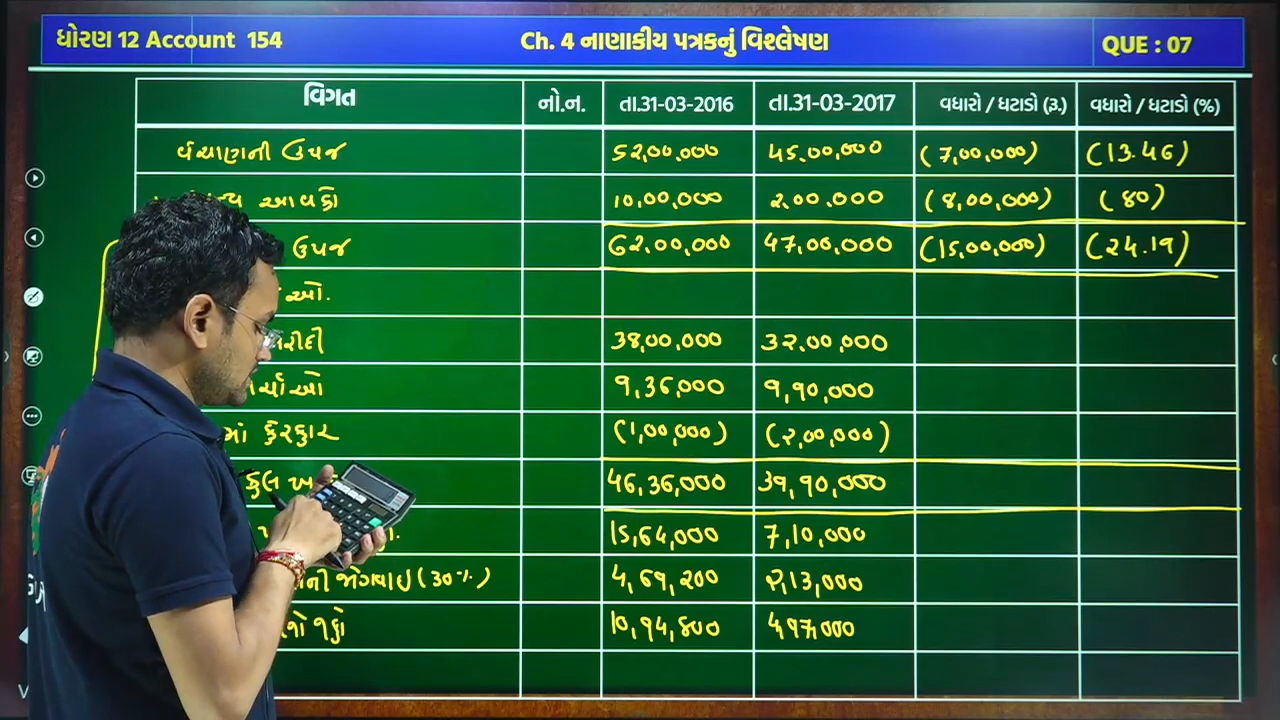 ધોરણ 12 Account 154 Ch. 4 નાણાકીય પત્રકનું વિશ્લેષણ QUE : 07
વિગત નો.ન. તા.31-03-2016 તા.31-03-2017 વધારો / ઘટાડો (રૂ.) વધારો / ઘટાડો (%)
વેચાણની ઉપજ 52,00,000 45,00,000 (7,00,000) (13.46)
આવકો 10,00,000 2,00,000 (8,00,000) (80)
ઉપજ 62,00,000 47,00,000 (15,00,000) (24.19)
38,00,000 32,00,000
9,36,000 9,90,000
ફેરફાર (1,00,000) (2,00,000)
કુલ 46,36,000 39,90,000
15,64,000 7,10,000
જોગવાઇ (30%) 4,69,200 2,13,000
નફો 10,94,800 4,97,000